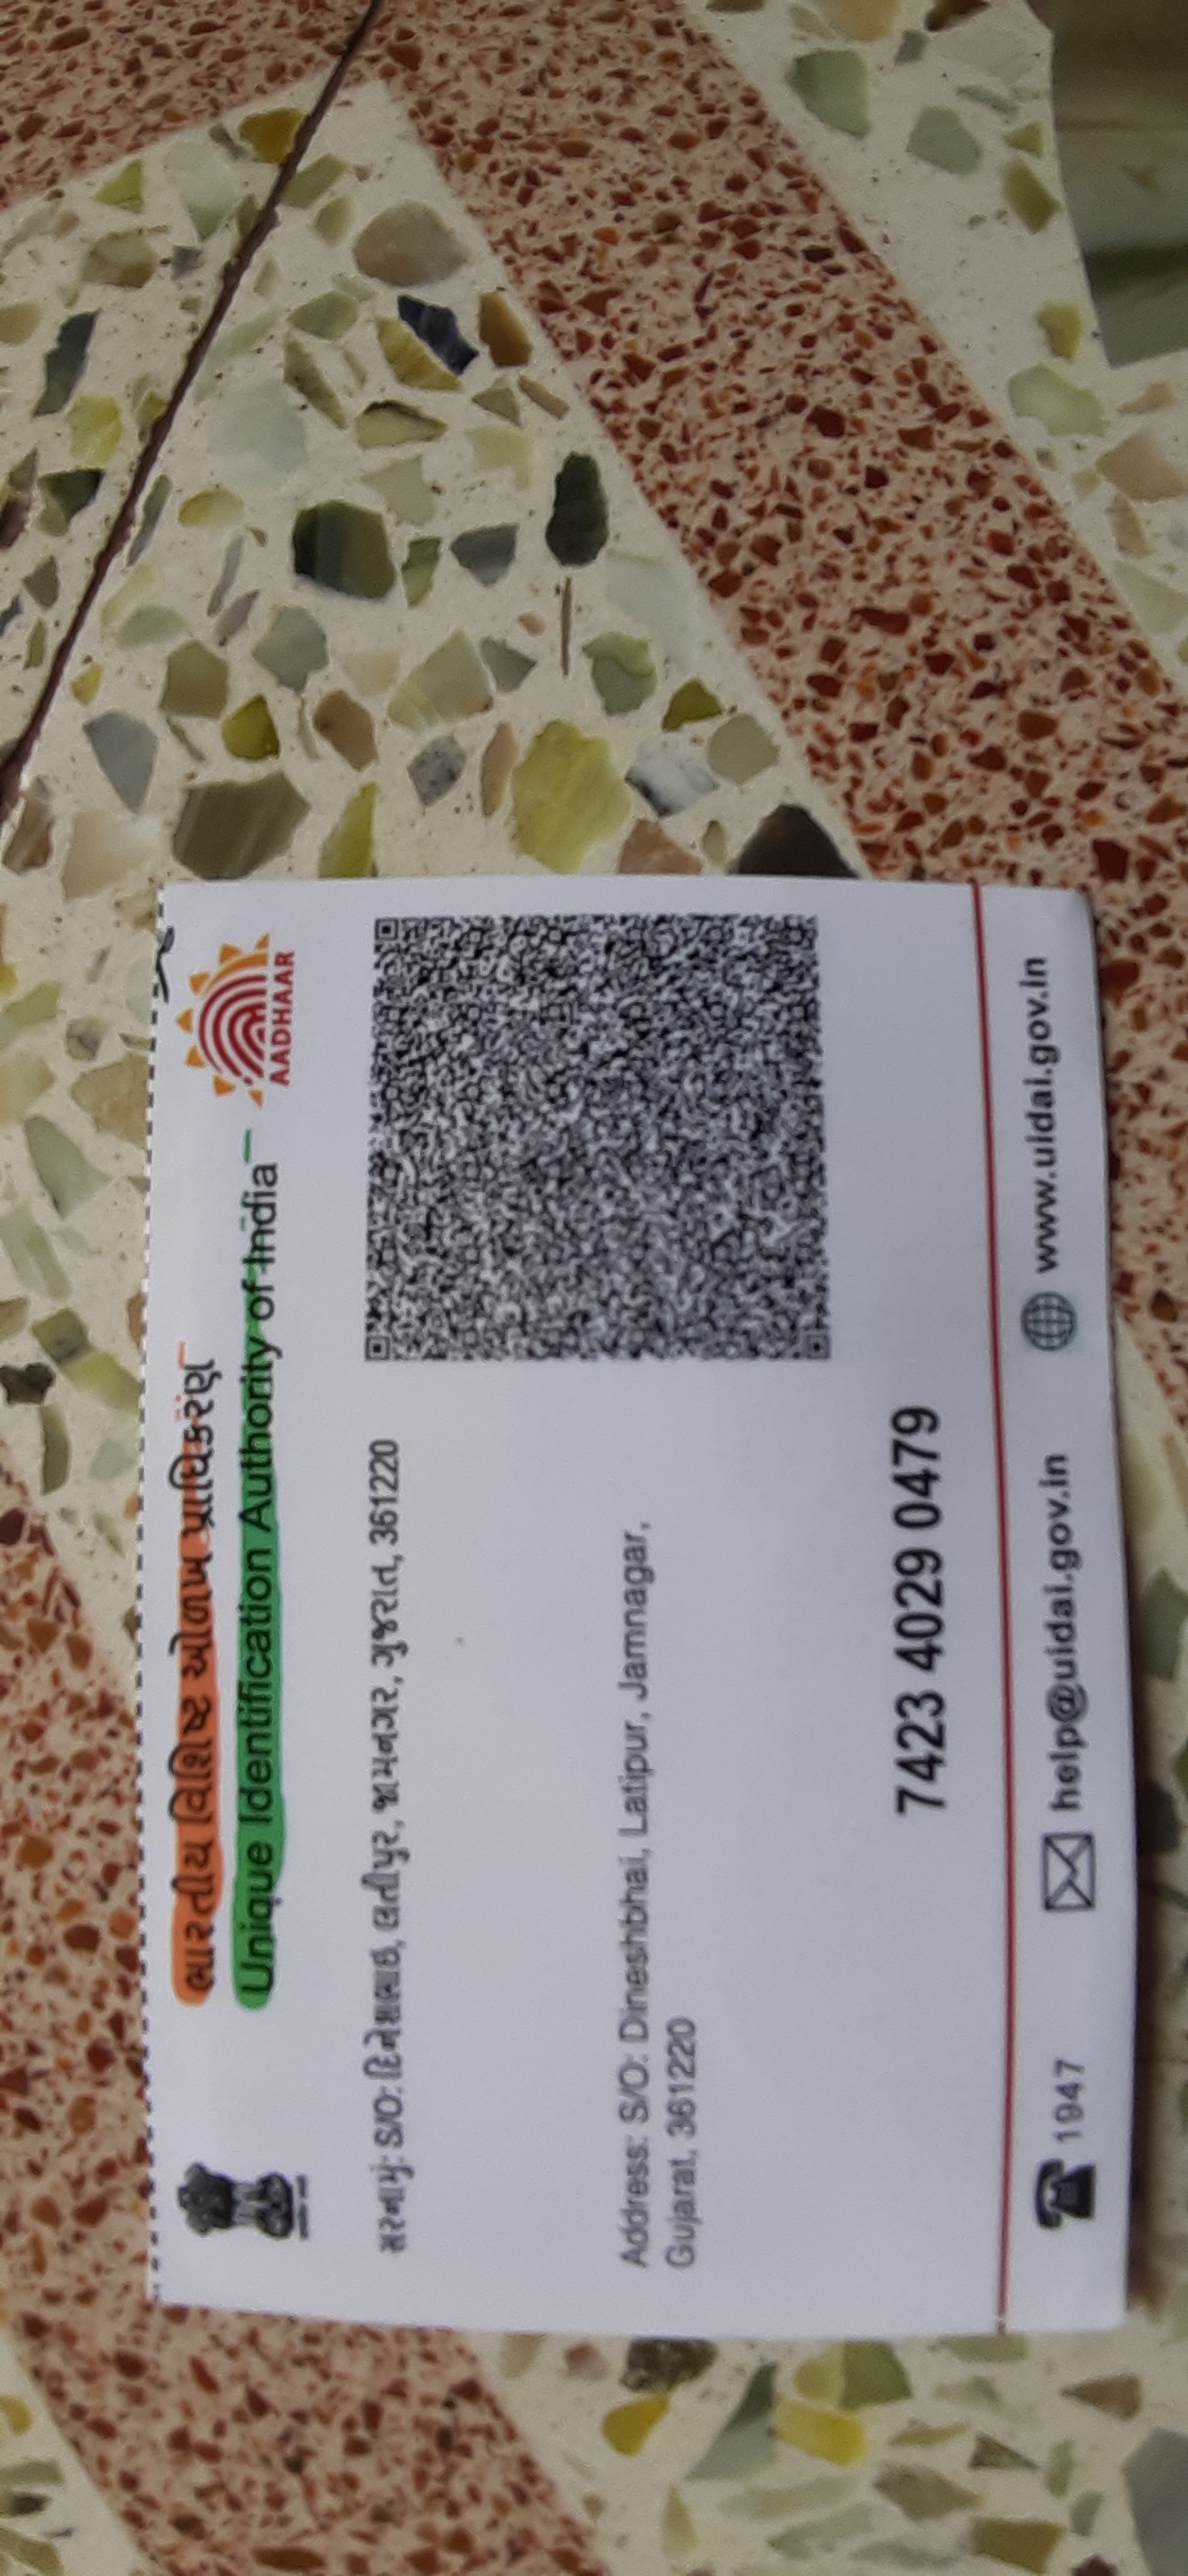 ભારતીય વિશિષ્ટ ઓળખ પ્રાધિકરણ
Unique Identification Authority of India
AADHAAR
સરનામું: S/O: દિનેશભાઇ, લતીપુર, જામનગર, ગુજરાત, 361220
Address: S/O: Dineshbhai, Latipur, Jamnagar,
Gujarat, 361220
7423 4029 0479
1947
help@uidai.gov.in
www.uidai.gov.in